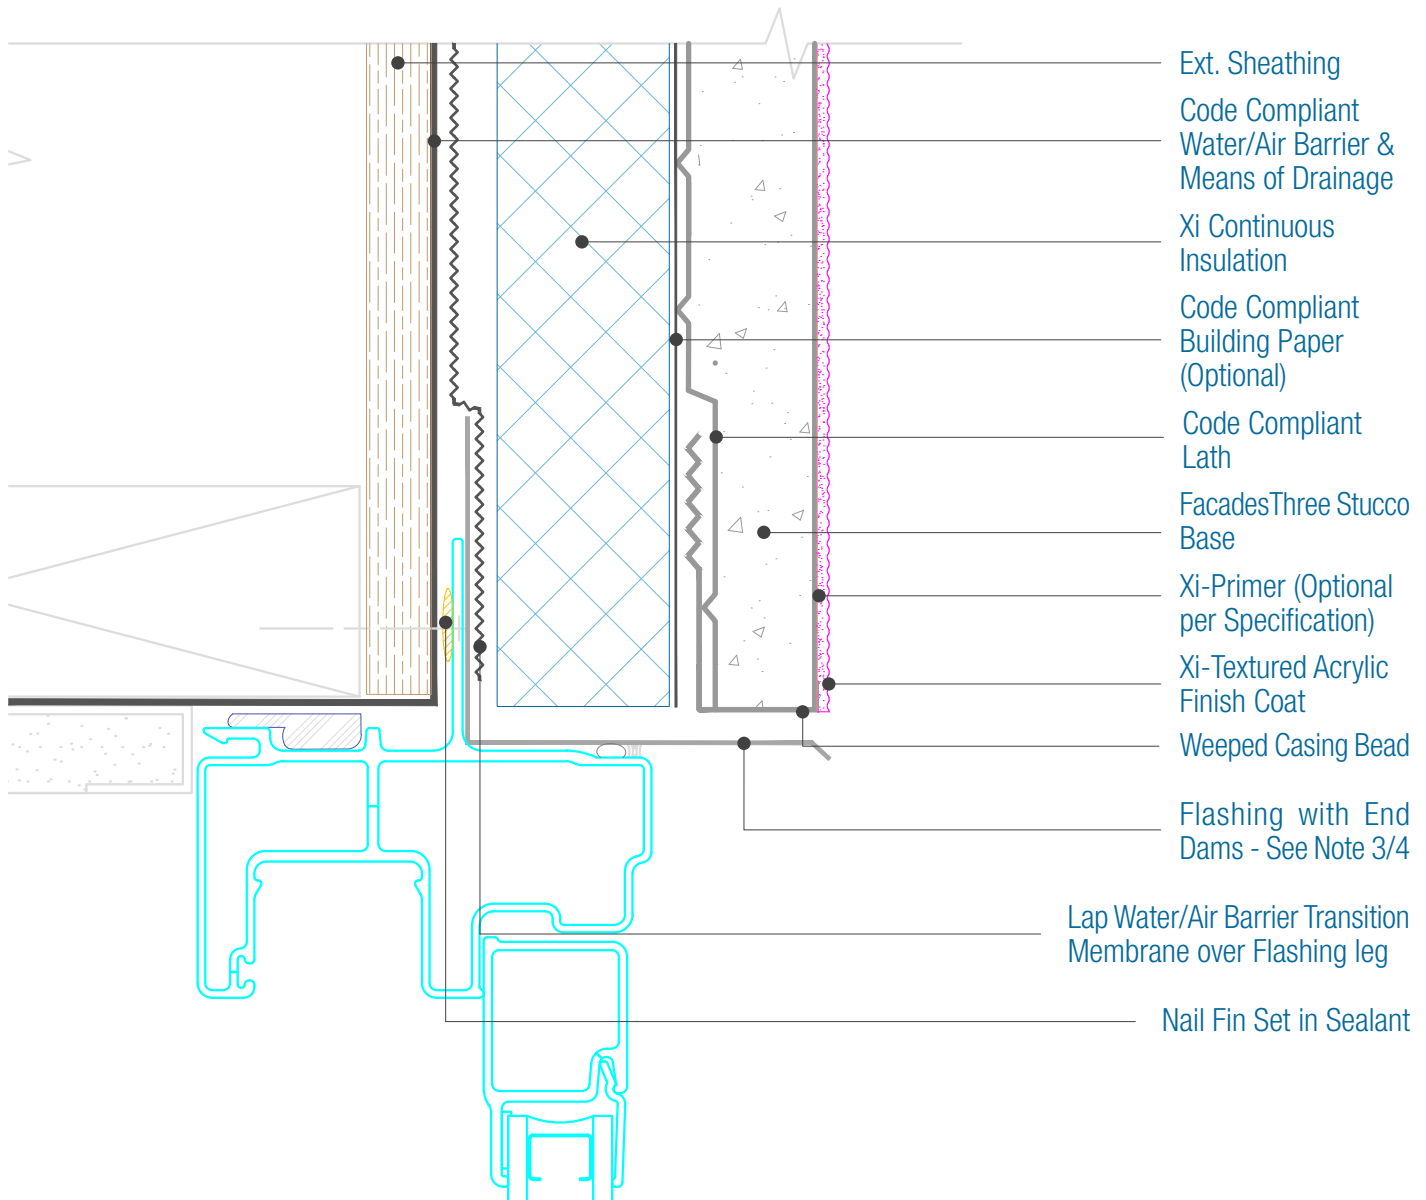 Ext. Sheathing
Code Compliant
Water/Air Barrier &
Means of Drainage
Xi Continuous
Insulation
Code Compliant
Building Paper
(Optional)
Code Compliant
Lath
FacadesThree Stucco
Base
Xi-Primer (Optional
per Specification)
Xi-Textured Acrylic
Finish Coat
Weeped Casing Bead
Flashing with End
Dams - See Note 3/4
Lap Water/Air Barrier Transition
Membrane over Flashing leg
Nail Fin Set in Sealant